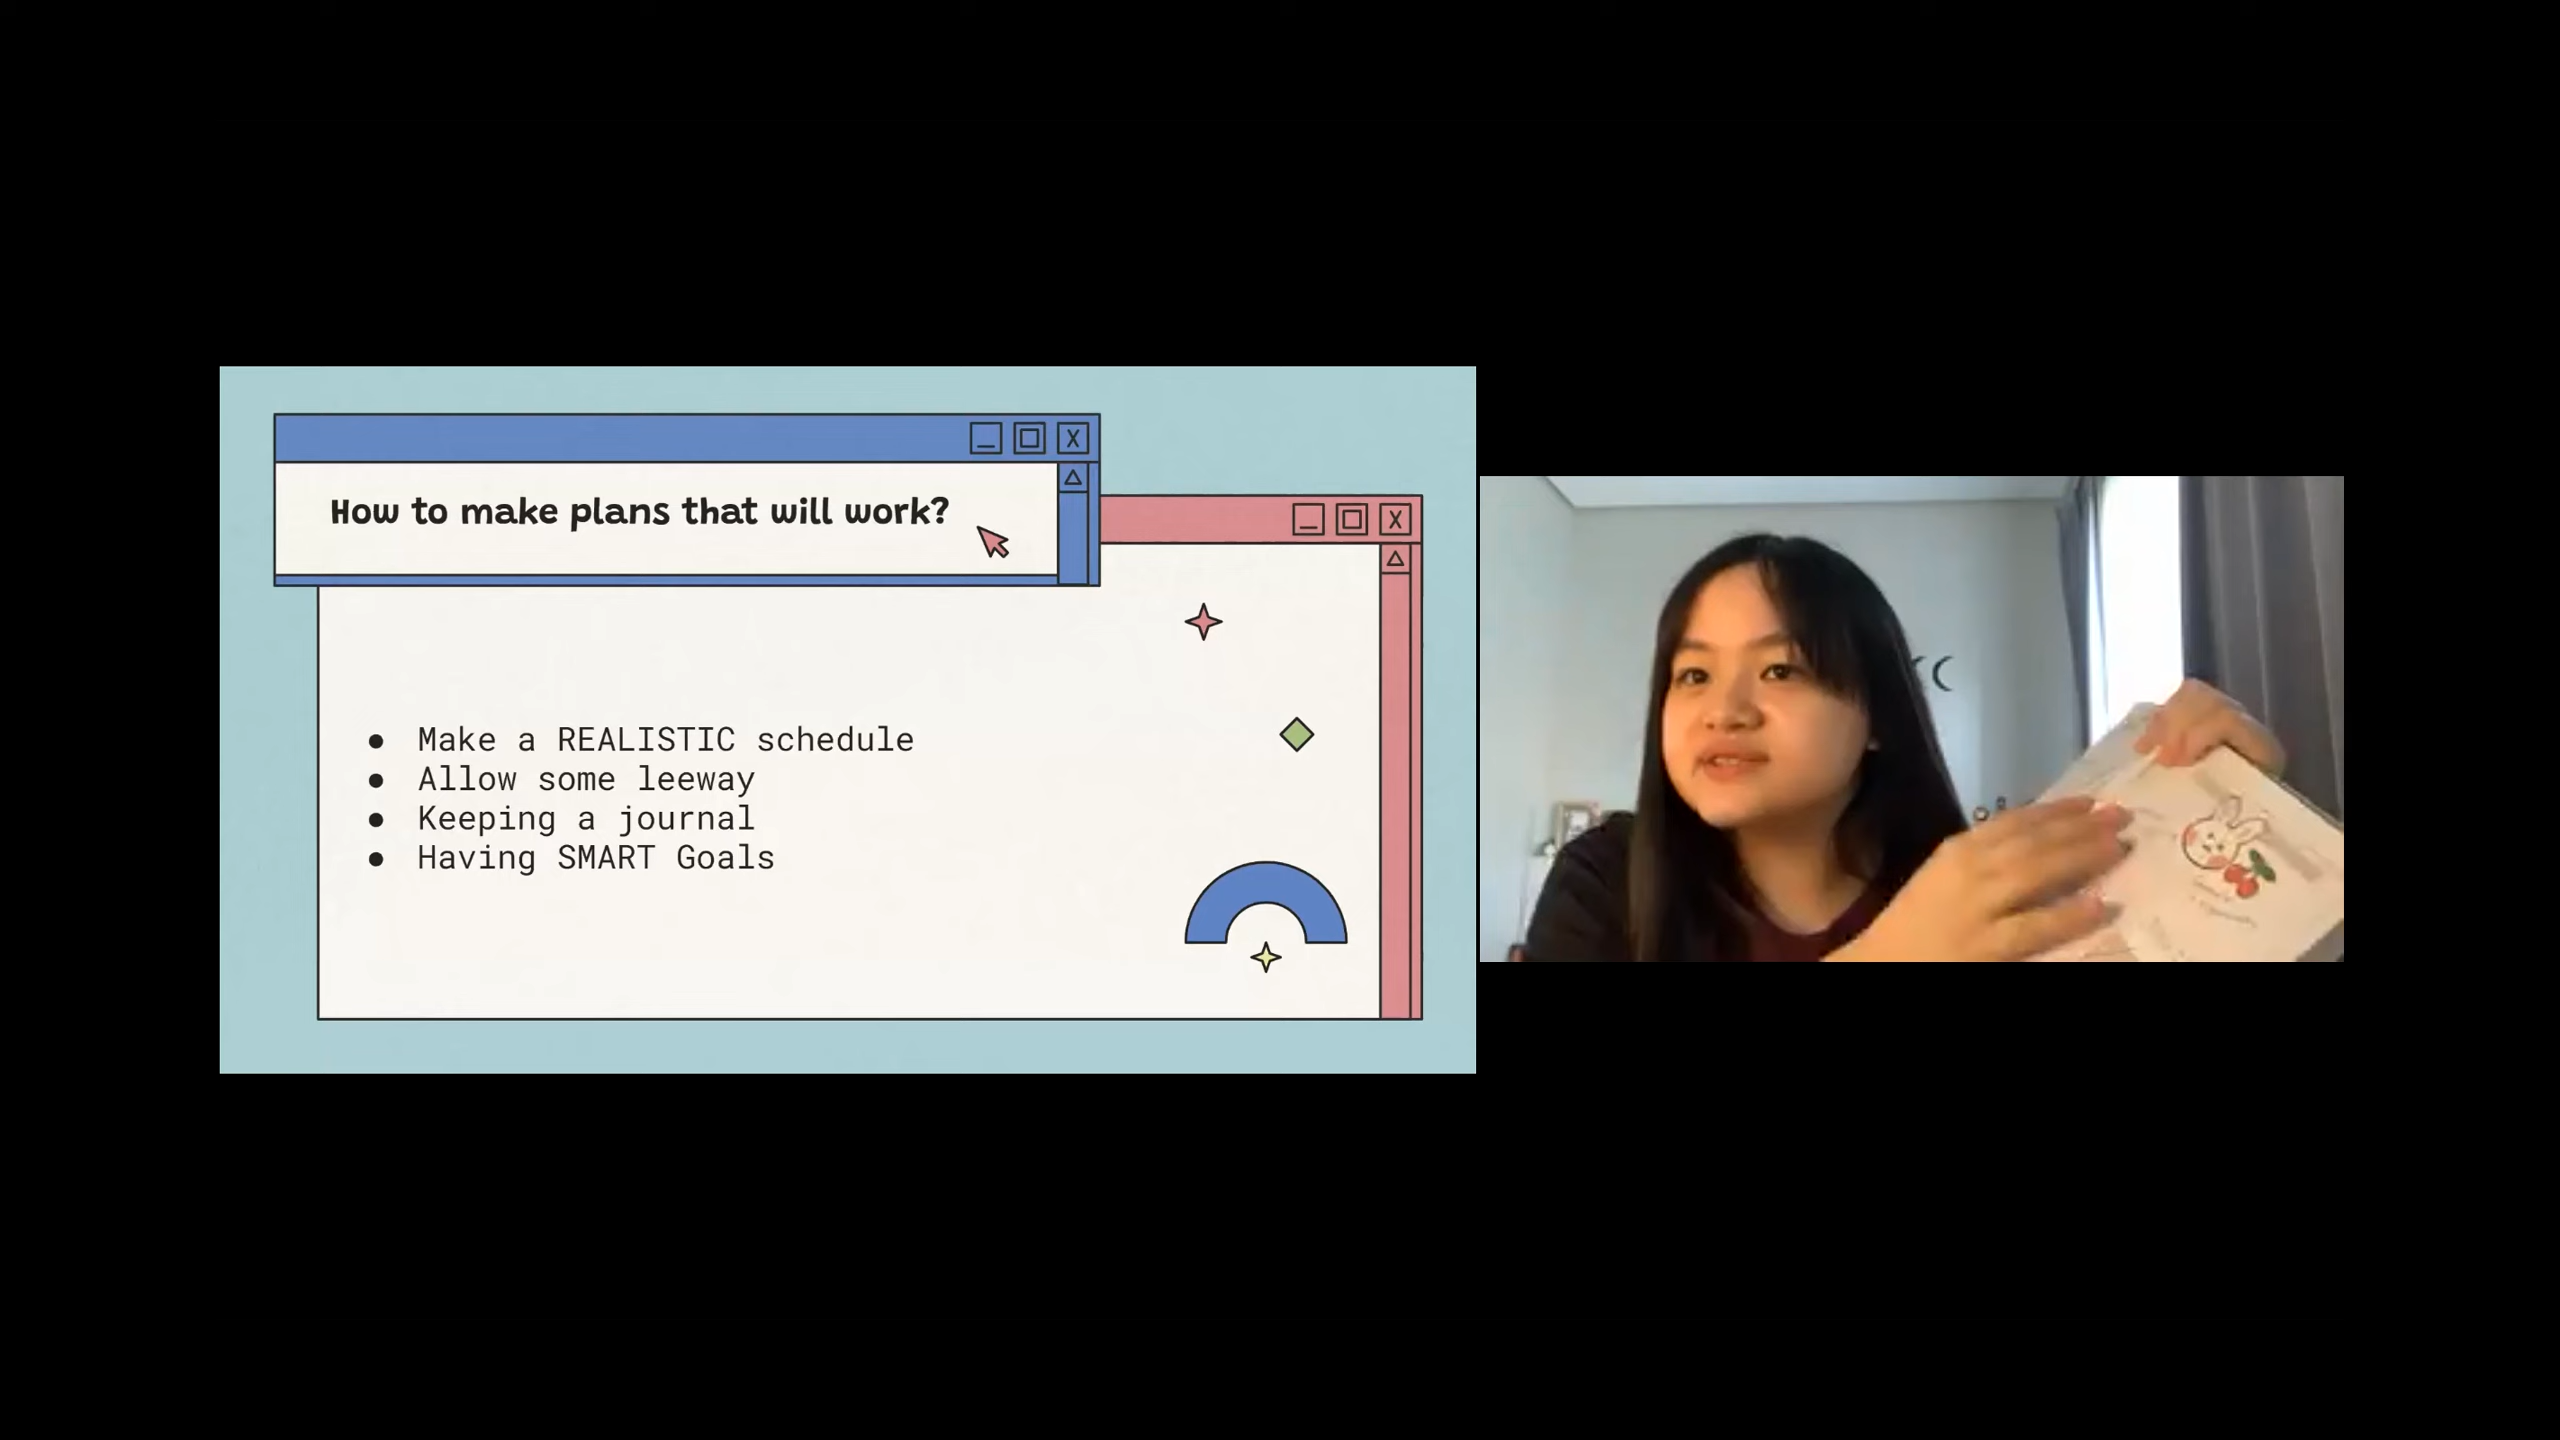 How to make plans that will work?
● Make a REALISTIC schedule
● Allow some leeway
● Keeping a journal
● Having SMART Goals